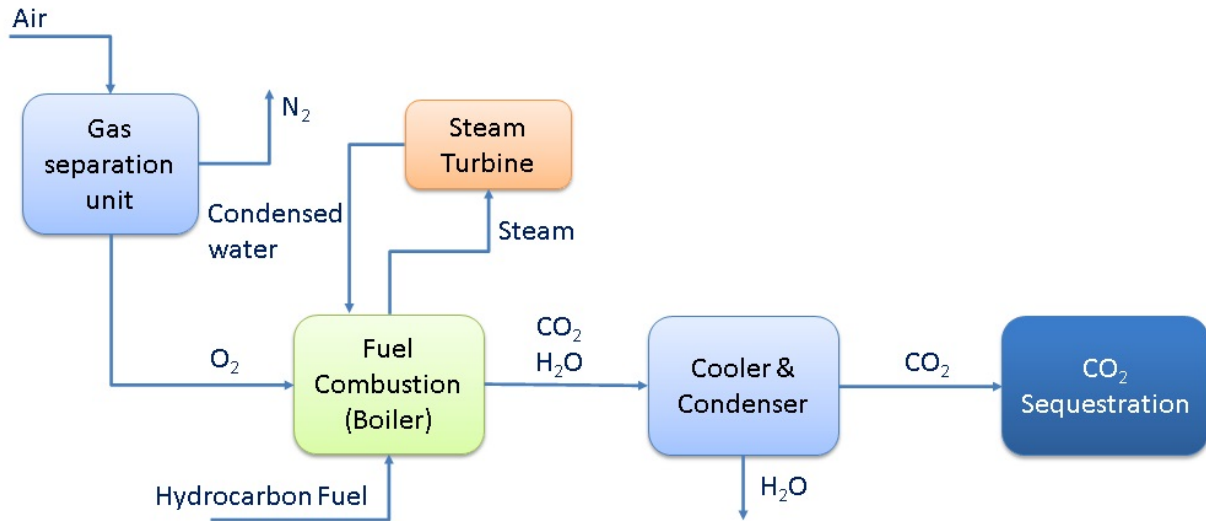 Air
Gas
separation
unit
N₂
Steam
Turbine
Condensed
water
Steam
O₂
Fuel
Combustion
(Boiler)
CO₂
H₂O
Cooler &
Condenser
CO₂
CO₂
Sequestration
Hydrocarbon Fuel
H₂O